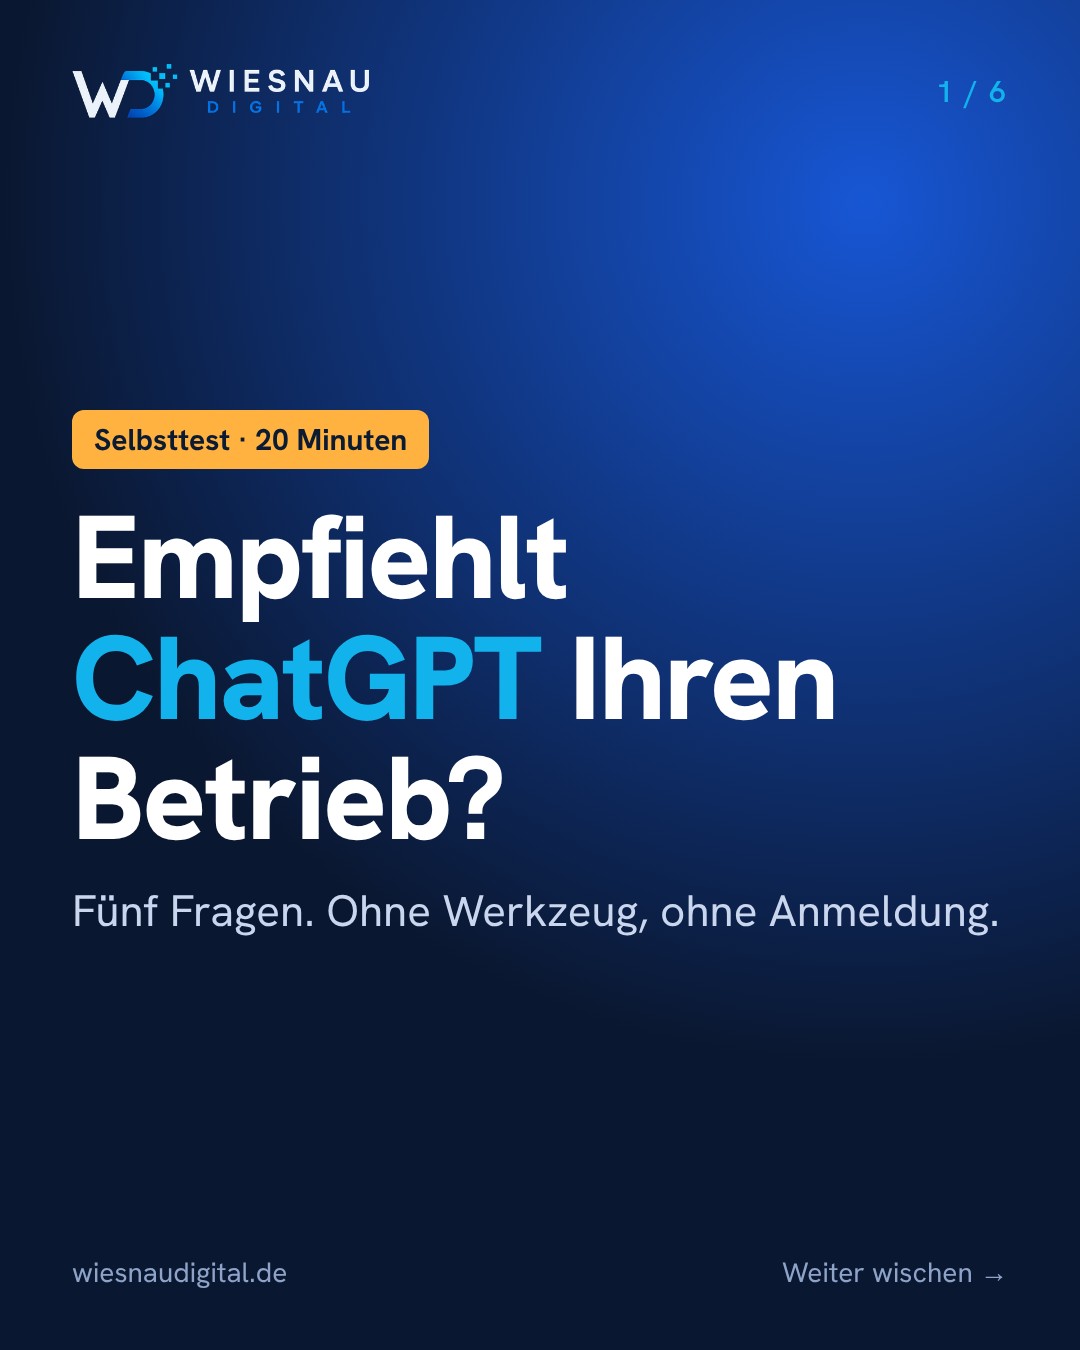 WIESNAU
DIGITAL
1 / 6
Selbsttest · 20 Minuten
Empfiehlt
ChatGPT Ihren
Betrieb?
Fünf Fragen. Ohne Werkzeug, ohne Anmeldung.
wiesnaudigital.de
Weiter wischen →